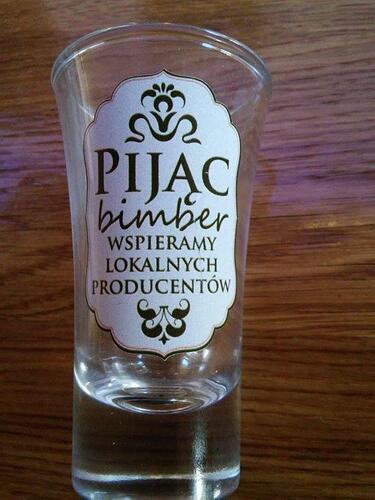 PIJĄC
bimber
WSPIERAMY
LOKALNYCH
PRODUCENTÓW